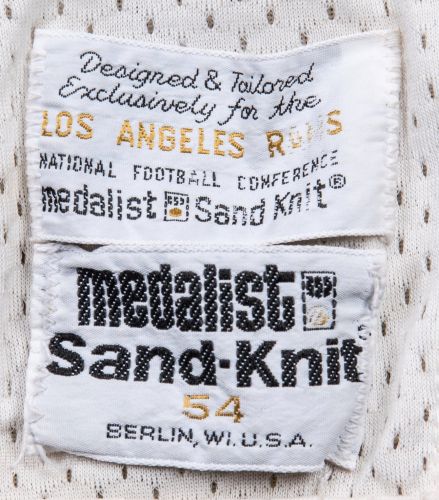 Designed & Tailored
Exclusively for the
LOS ANGELES RAMS
NATIONAL FOOTBALL CONFERENCE
medalist Sand Knit®
medalist
Sand-Knit
54
BERLIN, WI. U.S.A.